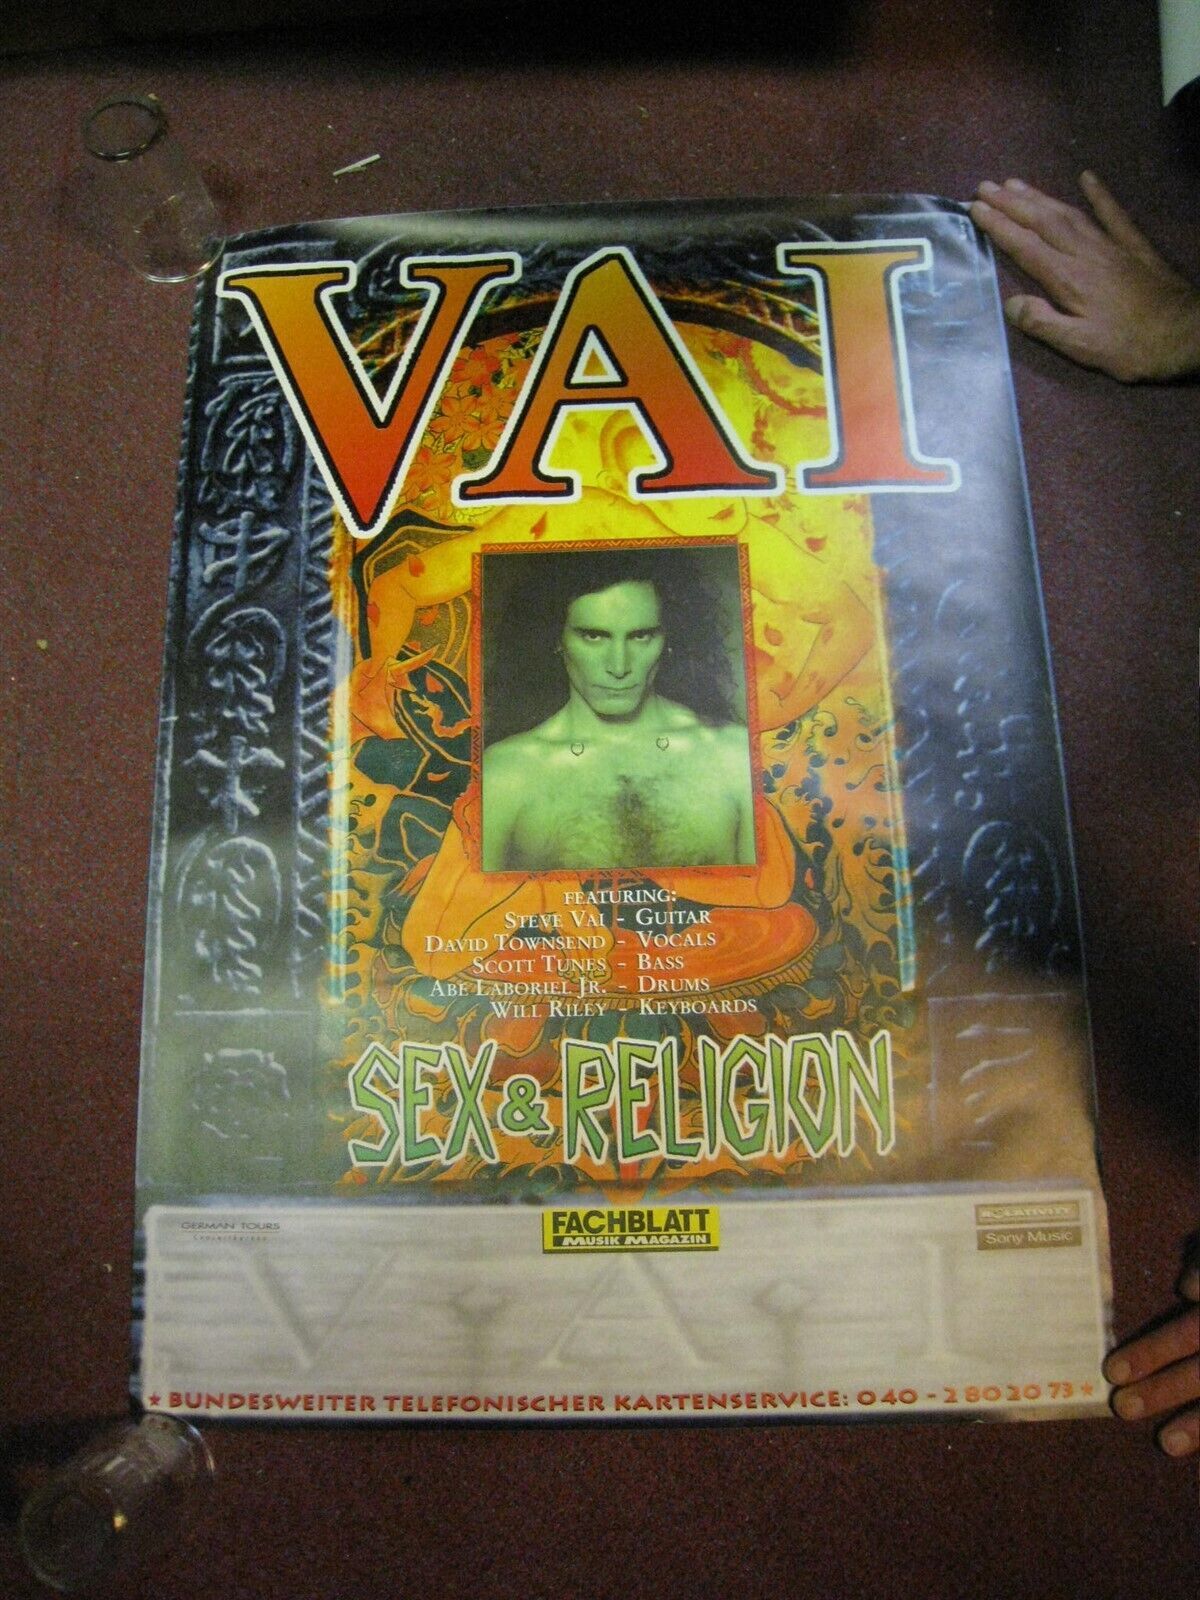 VAI
FEATURING:
STEVE VAI - GUITAR
DAVID TOWNSEND - VOCALS
SCOTT TUNES - BASS
ABE LABORIEL JR. - DRUMS
WILL RILEY - KEYBOARDS
SEX & RELIGION
GERMAN TOURS
FACHBLATT
MUSIK MAGAZIN
RELATIVITY
Sony Music
VAI
★ BUNDESWEITER TELEFONISCHER KARTENSERVICE: 040 - 2 80 20 73 ★